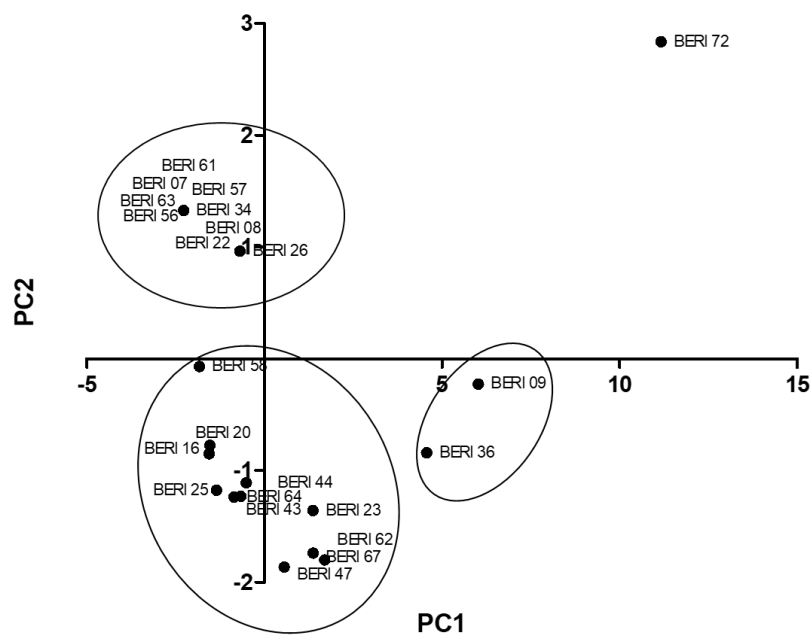 3
BERI 72
2
BERI 61
BERI 07
BERI 57
BERI 63
BERI 56
BERI 34
BERI 08
BERI 22
1
BERI 26
PC2
-5
5
10
15
BERI 58
BERI 09
BERI 20
BERI 16
BERI 36
-1
BERI 44
BERI 25
BERI 64
BERI 43
BERI 23
BERI 62
BERI 67
BERI 47
-2
PC1